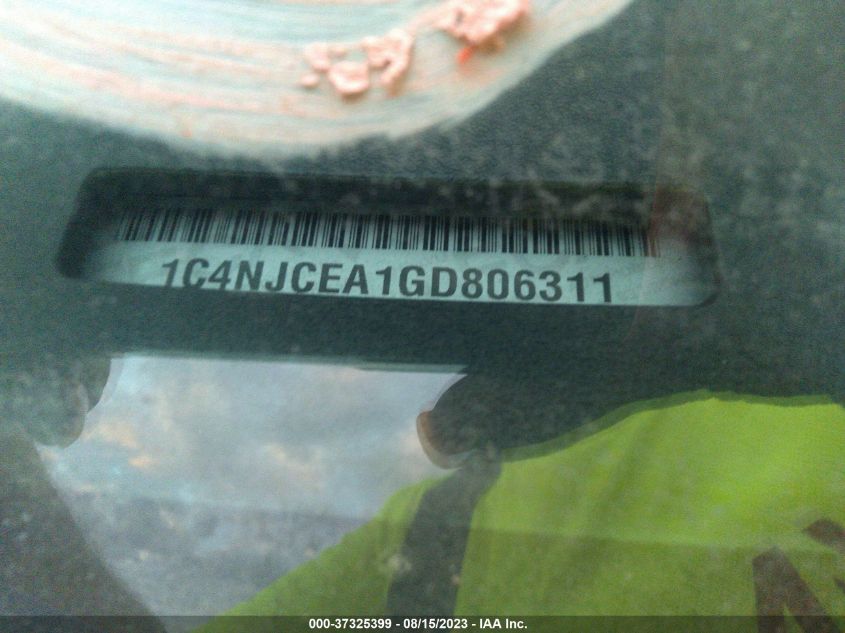 1C4NJCEA1GD806311
000-37325399 - 08/15/2023 - IAA Inc.